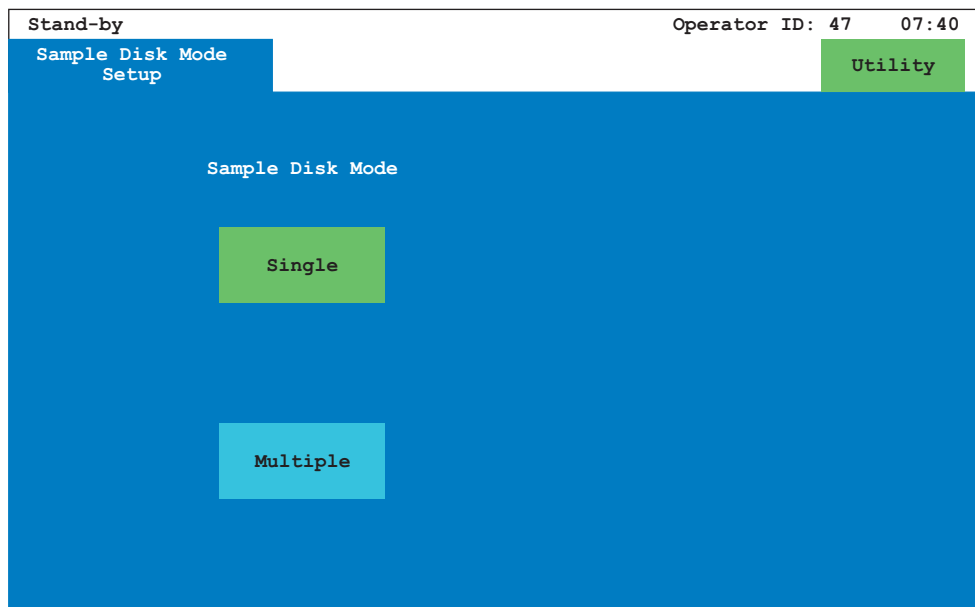 Stand-by Operator ID: 47 07:40
Sample Disk Mode
Setup
Utility
Sample Disk Mode
Single
Multiple